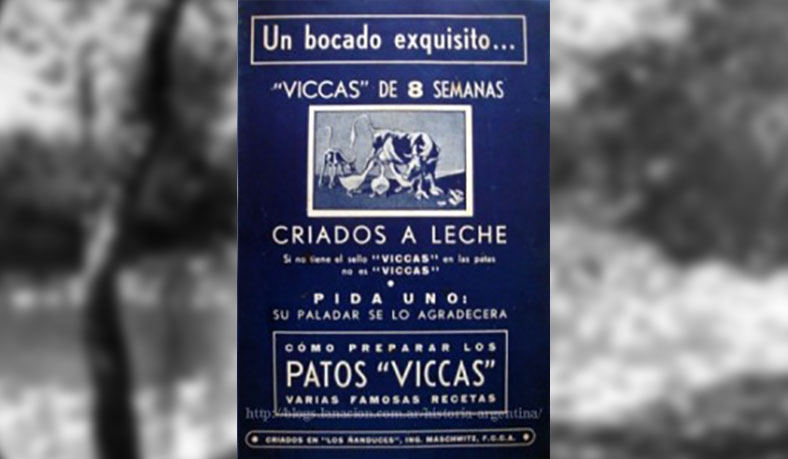 Un bocado exquisito...
"VICCAS" DE 8 SEMANAS
CRIADOS A LECHE
Si no tiene el sello "VICCAS" en las patas
no es "VICCAS"
PIDA UNO:
SU PALADAR SE LO AGRADECERA
CÓMO PREPARAR LOS
PATOS "VICCAS"
VARIAS FAMOSAS RECETAS
http://blogs.lanacion.com.ar/historia-argentina/
CRIADOS EN "LOS ÑANDUCES", ING. MASCHWITZ, F.C.C.A.